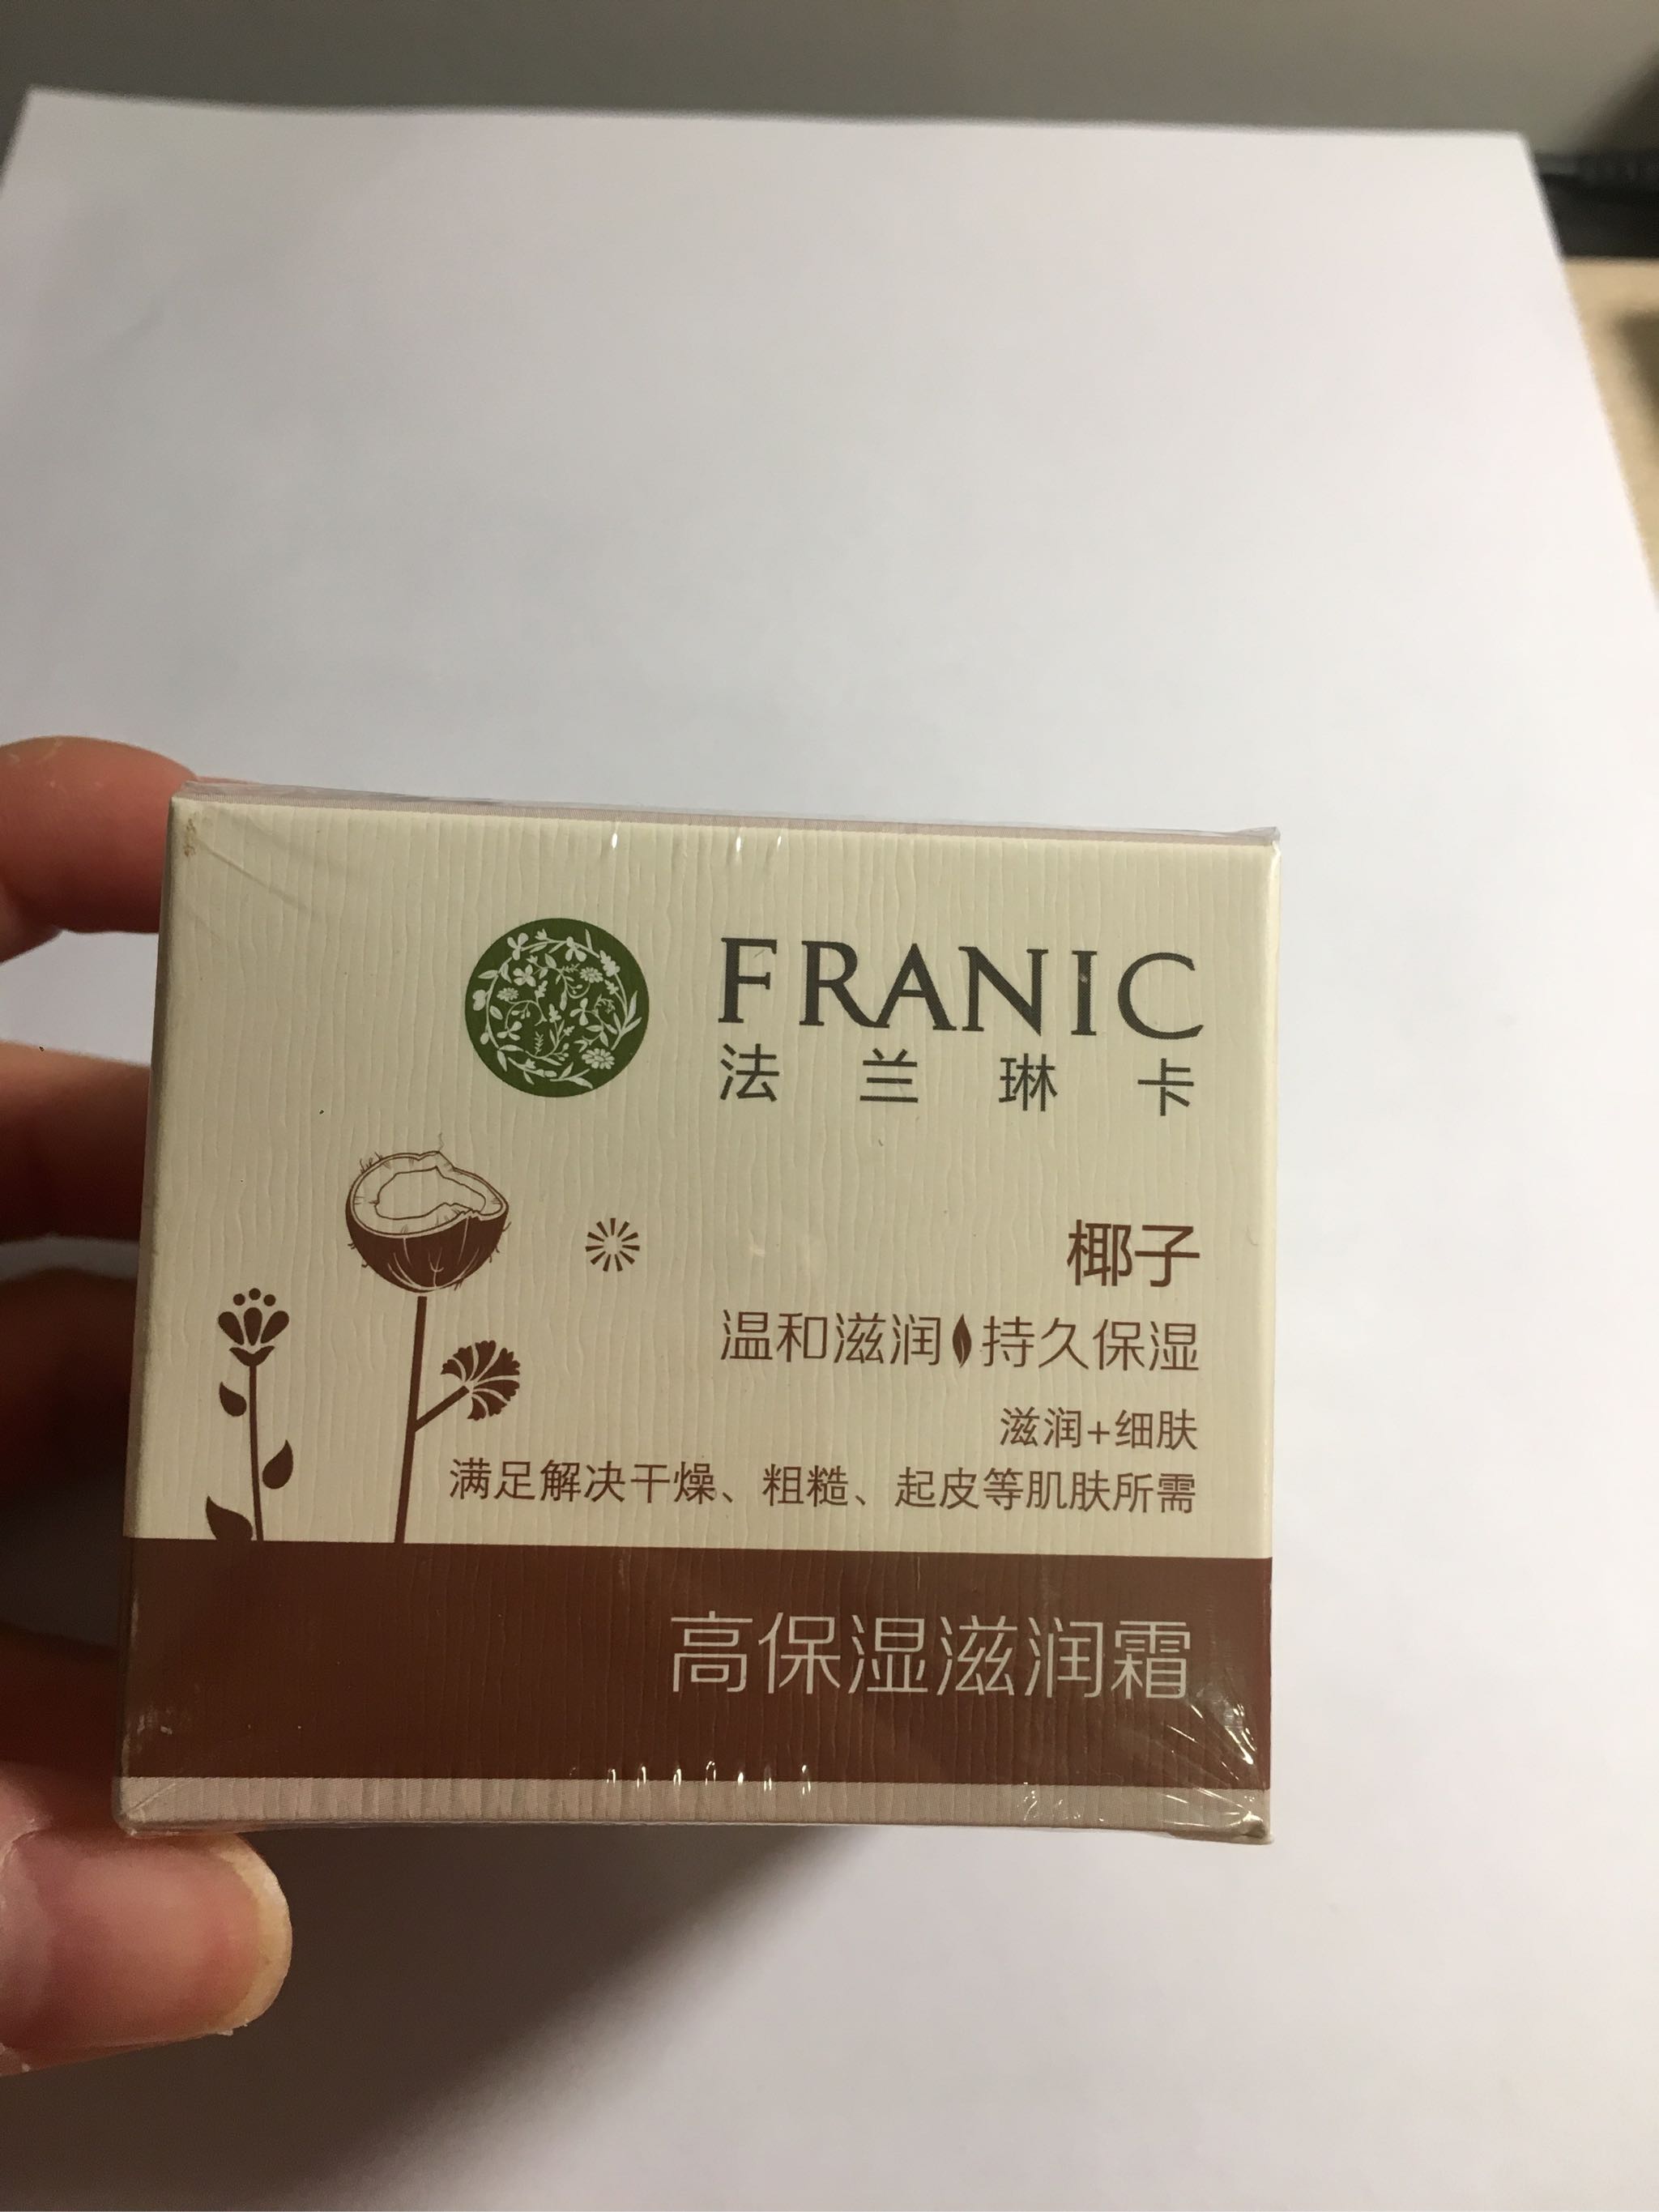 FRANIC
法兰琳卡
椰子
温和滋润 持久保湿
滋润+细肤
满足解决干燥、粗糙、起皮等肌肤所需
高保湿滋润霜